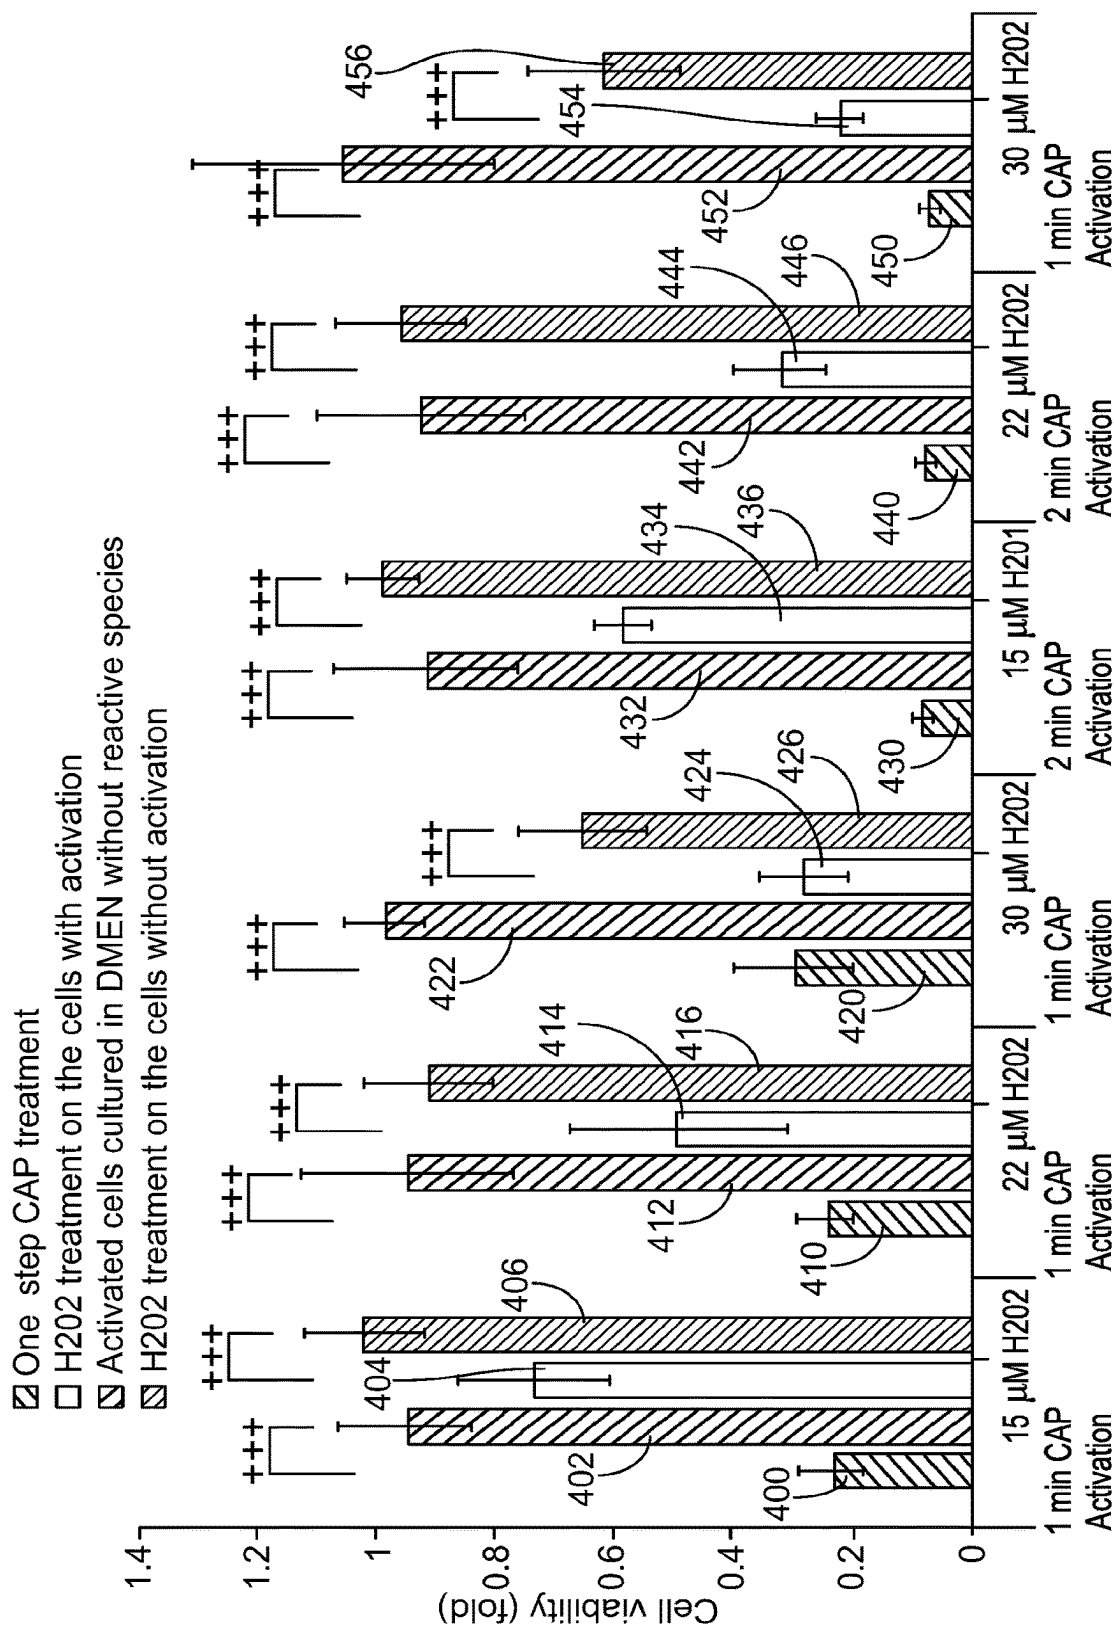 One step CAP treatment
H202 treatment on the cells with activation
Activated cells cultured in DMEN without reactive species
H202 treatment on the cells without activation
Cell viability (fold)
1.4
1.2
1
0.8
0.6
0.4
0.2
0
+++ +++ +++ +++ +++ +++ +++ +++ +++ +++ +++ +++
400 402 404 406
410 412 414 416
420 422 424 426
430 432 434 436
440 442 444 446
450 452 454 456
15 µM H202 22 µM H202 30 µM H202 15 µM H201 22 µM H202 30 µM H202
1 min CAP 1 min CAP 1 min CAP 2 min CAP 2 min CAP 1 min CAP
Activation Activation Activation Activation Activation Activation